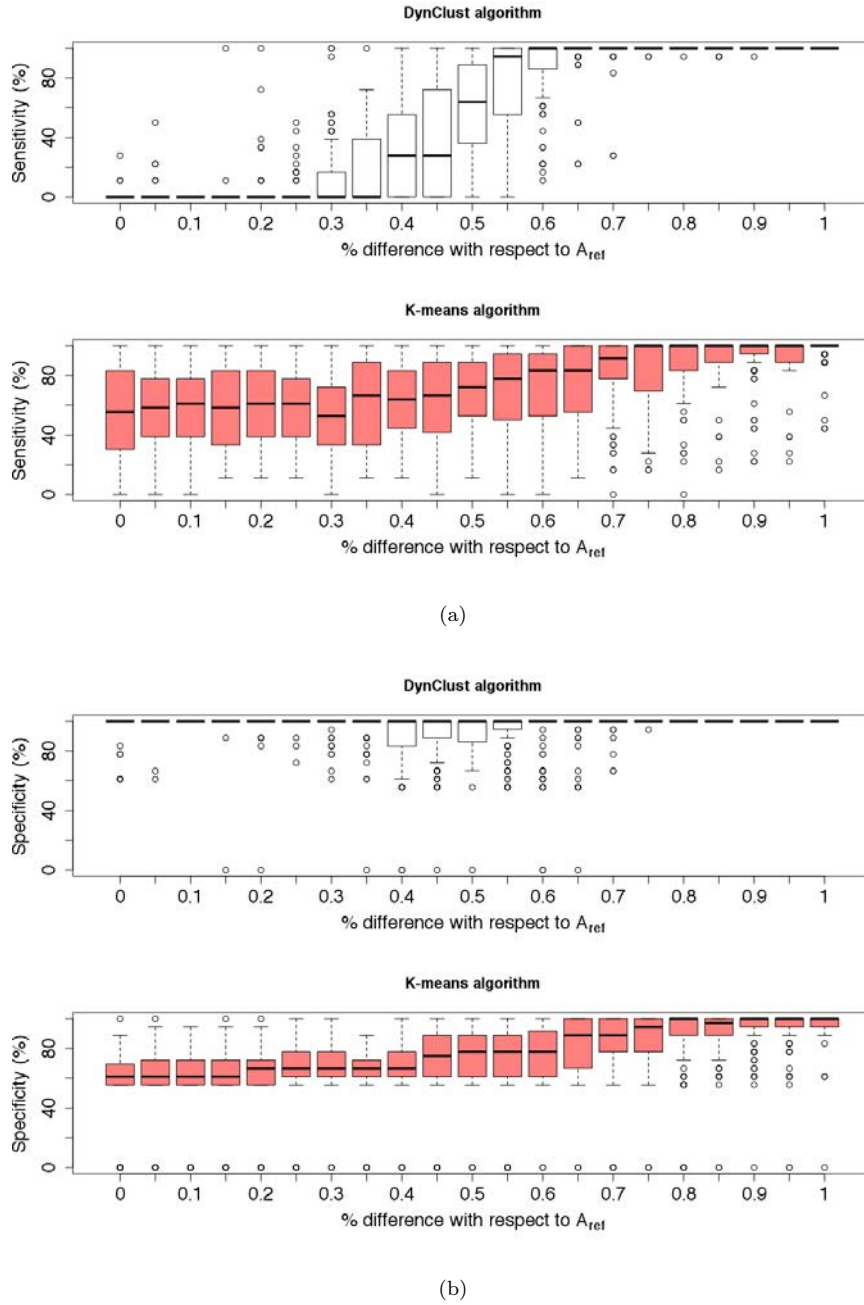 DynClust algorithm
Sensitivity (%)
80
40
0
0 0.1 0.2 0.3 0.4 0.5 0.6 0.7 0.8 0.9 1
% difference with respect to Aref
K-means algorithm
Sensitivity (%)
80
40
0
0 0.1 0.2 0.3 0.4 0.5 0.6 0.7 0.8 0.9 1
% difference with respect to Aref
(a)
DynClust algorithm
Specificity (%)
80
40
0
0 0.1 0.2 0.3 0.4 0.5 0.6 0.7 0.8 0.9 1
% difference with respect to Aref
K-means algorithm
Specificity (%)
80
40
0
0 0.1 0.2 0.3 0.4 0.5 0.6 0.7 0.8 0.9 1
% difference with respect to Aref
(b)